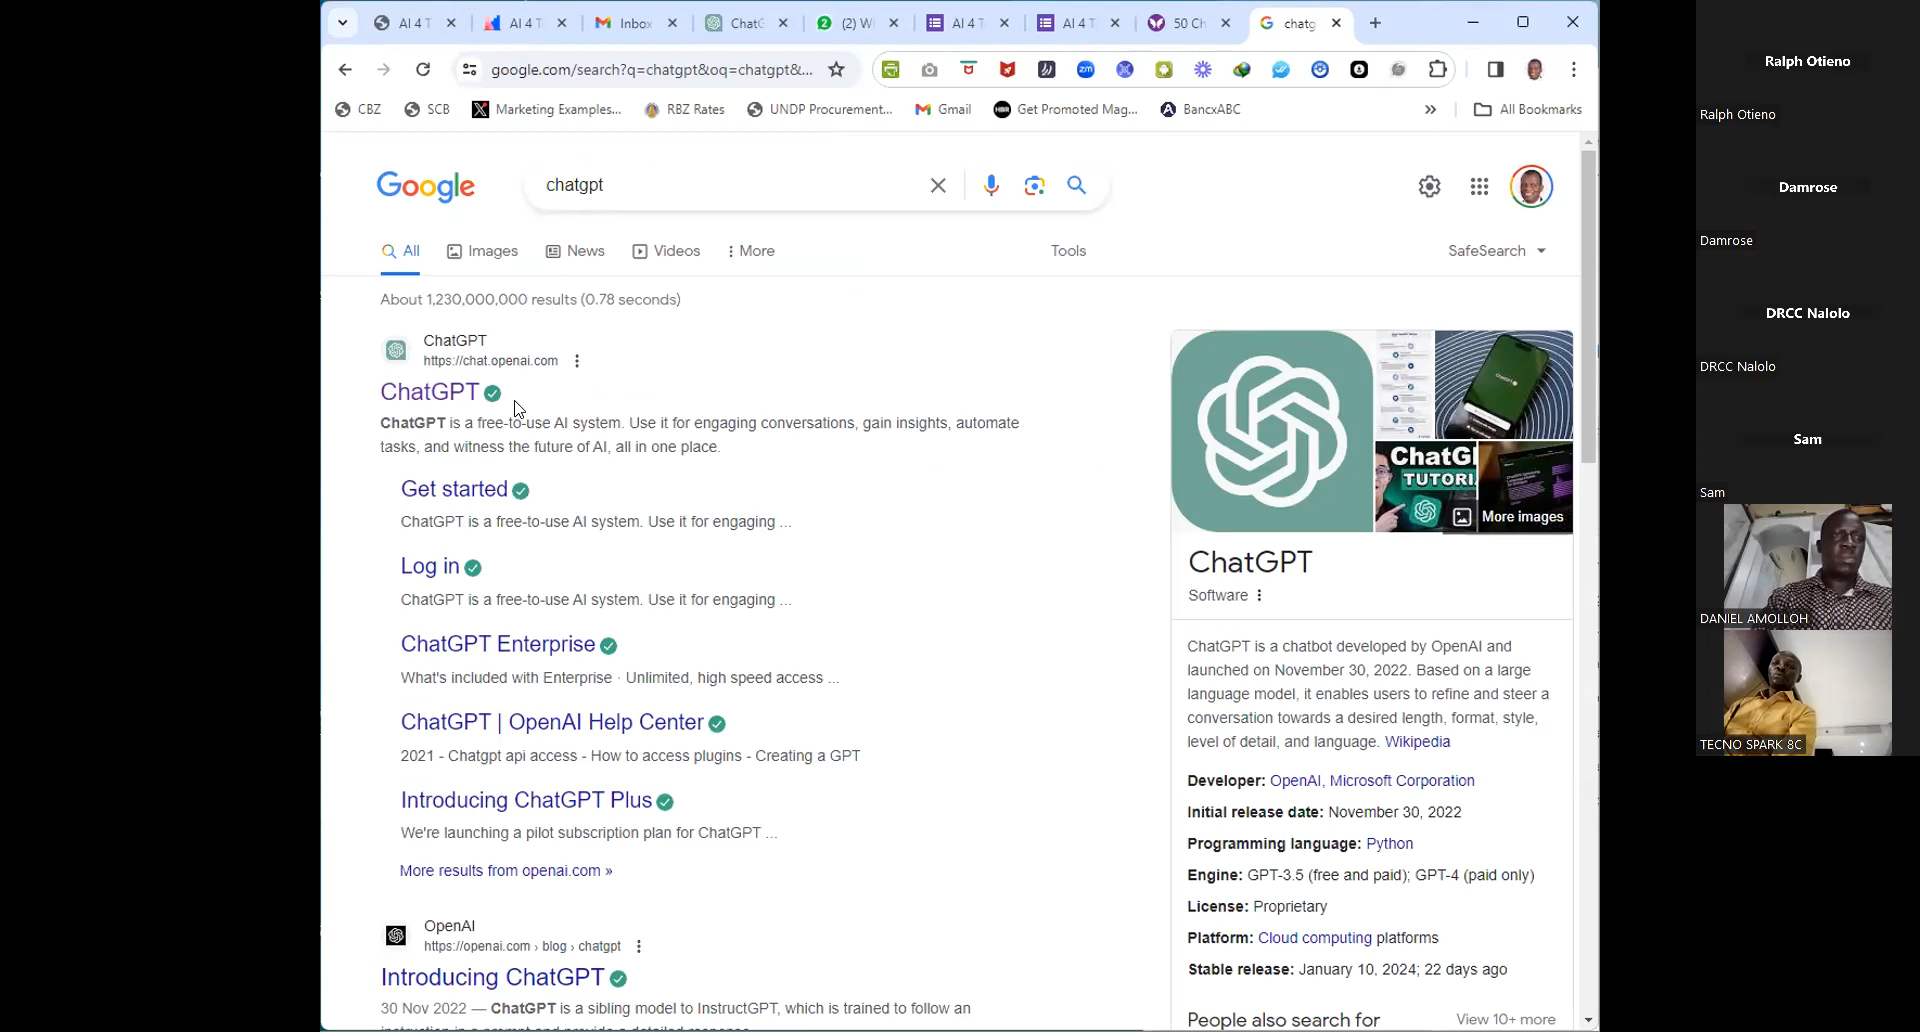 AI 4 T
AI 4 T
Inbox
ChatG
(2) W
AI 4 T
AI 4 T
50 Ch
chatg
google.com/search?q=chatgpt&oq=chatgpt&...
CBZ
SCB
Marketing Examples...
RBZ Rates
UNDP Procurement...
Gmail
Get Promoted Mag...
BancxABC
»
All Bookmarks
Google
chatgpt
All
Images
News
Videos
More
Tools
SafeSearch
About 1,230,000,000 results (0.78 seconds)
ChatGPT
https://chat.openai.com
ChatGPT
ChatGPT is a free-to-use AI system. Use it for engaging conversations, gain insights, automate
tasks, and witness the future of AI, all in one place.
Get started
ChatGPT is a free-to-use AI system. Use it for engaging ...
Log in
ChatGPT is a free-to-use AI system. Use it for engaging ...
ChatGPT Enterprise
What's included with Enterprise · Unlimited, high speed access ...
ChatGPT | OpenAI Help Center
2021 - Chatgpt api access - How to access plugins - Creating a GPT
Introducing ChatGPT Plus
We're launching a pilot subscription plan for ChatGPT ...
More results from openai.com »
OpenAI
https://openai.com › blog › chatgpt
Introducing ChatGPT
30 Nov 2022 — ChatGPT is a sibling model to InstructGPT, which is trained to follow an
ChatGP
TUTORI
More images
ChatGPT
Software
ChatGPT is a chatbot developed by OpenAI and
launched on November 30, 2022. Based on a large
language model, it enables users to refine and steer a
conversation towards a desired length, format, style,
level of detail, and language. Wikipedia
Developer: OpenAI, Microsoft Corporation
Initial release date: November 30, 2022
Programming language: Python
Engine: GPT-3.5 (free and paid); GPT-4 (paid only)
License: Proprietary
Platform: Cloud computing platforms
Stable release: January 10, 2024; 22 days ago
People also search for
View 10+ more
Ralph Otieno
Ralph Otieno
Damrose
Damrose
DRCC Nalolo
DRCC Nalolo
Sam
Sam
DANIEL AMOLLOH
TECNO SPARK 8C